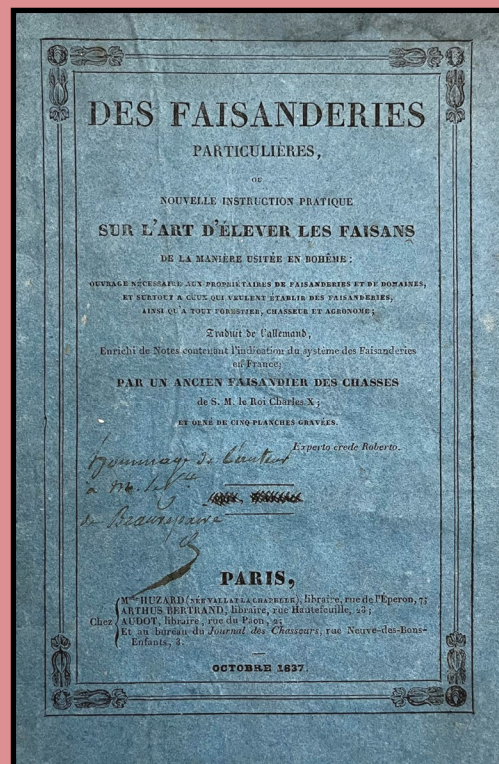 DES FAISANDERIES
PARTICULIÈRES,
OU
NOUVELLE INSTRUCTION PRATIQUE
SUR L'ART D'ÉLEVER LES FAISANS
DE LA MANIÈRE USITÉE EN BOHÊME:
OUVRAGE NÉCESSAIRE AUX PROPRIÉTAIRES DE FAISANDERIES ET DE DOMAINES,
ET SURTOUT A CEUX QUI VEULENT ÉTABLIR DES FAISANDERIES,
AINSI QU'A TOUT FORESTIER, CHASSEUR ET AGRONOME;
Traduit de l'allemand,
Enrichi de Notes contenant l'indication du système des Faisanderies
en France;
PAR UN ANCIEN FAISANDIER DES CHASSES
de S. M. le Roi Charles X;
ET ORNÉ DE CINQ PLANCHES GRAVÉES.
Experto crede Roberto.
hommage de l'auteur
à M. le Vte
de Beaurepaire
PARIS,
Mme HUZARD (NÉE VALLAT LA CHAPELLE), libraire, rue de l'Éperon, 7;
ARTHUS BERTRAND, libraire, rue Hautefeuille, 23;
Chez AUDOT, libraire, rue du Paon, 2;
Et au bureau du Journal des Chasseurs, rue Neuve-des-Bons-
Enfants, 3.
OCTOBRE 1837.